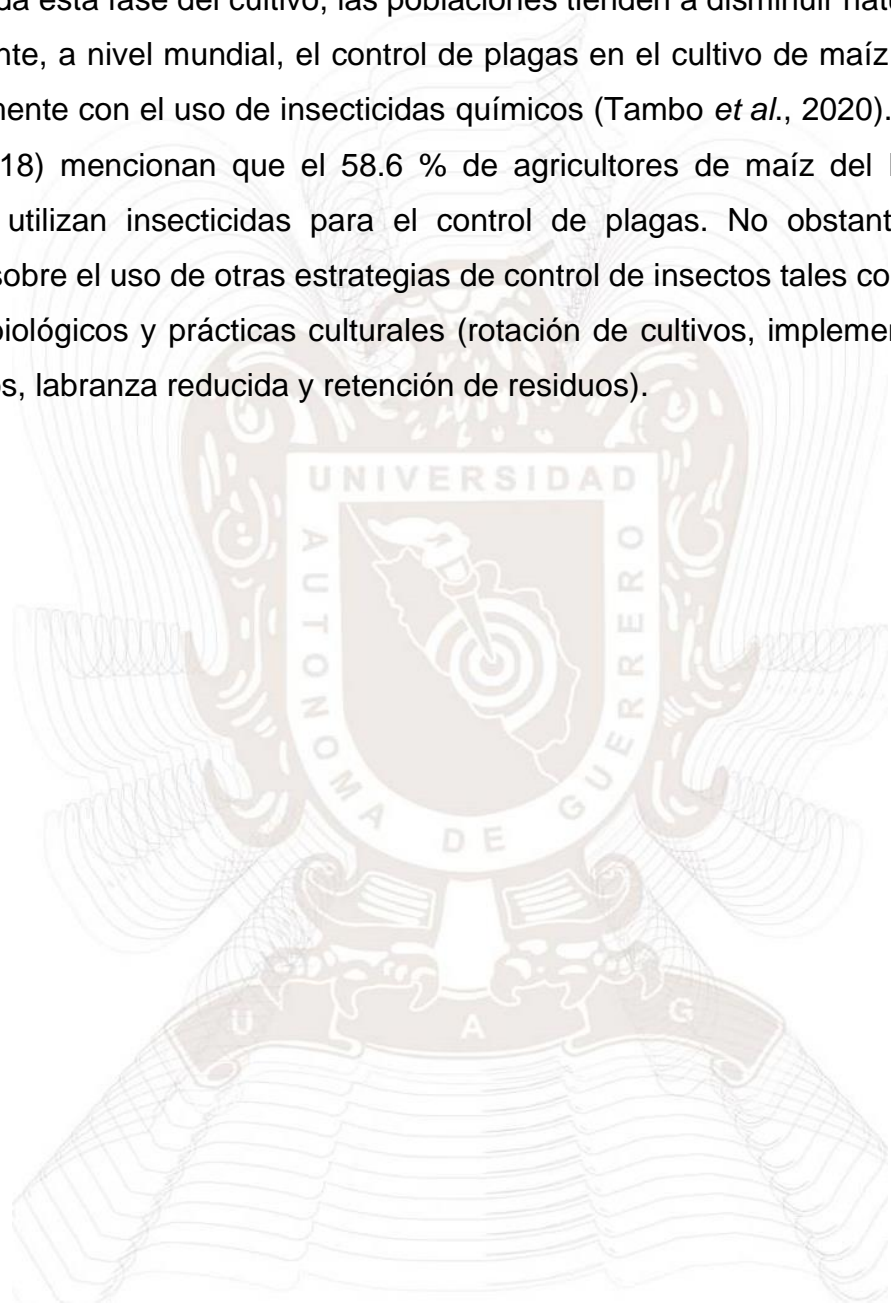 da esta fase del cultivo, las poblaciones tienden a disminuir
nte, a nivel mundial, el control de plagas en el cultivo de maíz
mente con el uso de insecticidas químicos (Tambo et al., 2020).
18) mencionan que el 58.6 % de agricultores de maíz del
utilizan insecticidas para el control de plagas. No
sobre el uso de otras estrategias de control de insectos tales
biológicos y prácticas culturales (rotación de cultivos,
os, labranza reducida y retención de residuos).
UNIVERSIDAD
AUTONOMA
DE
GUERRERO
U A G